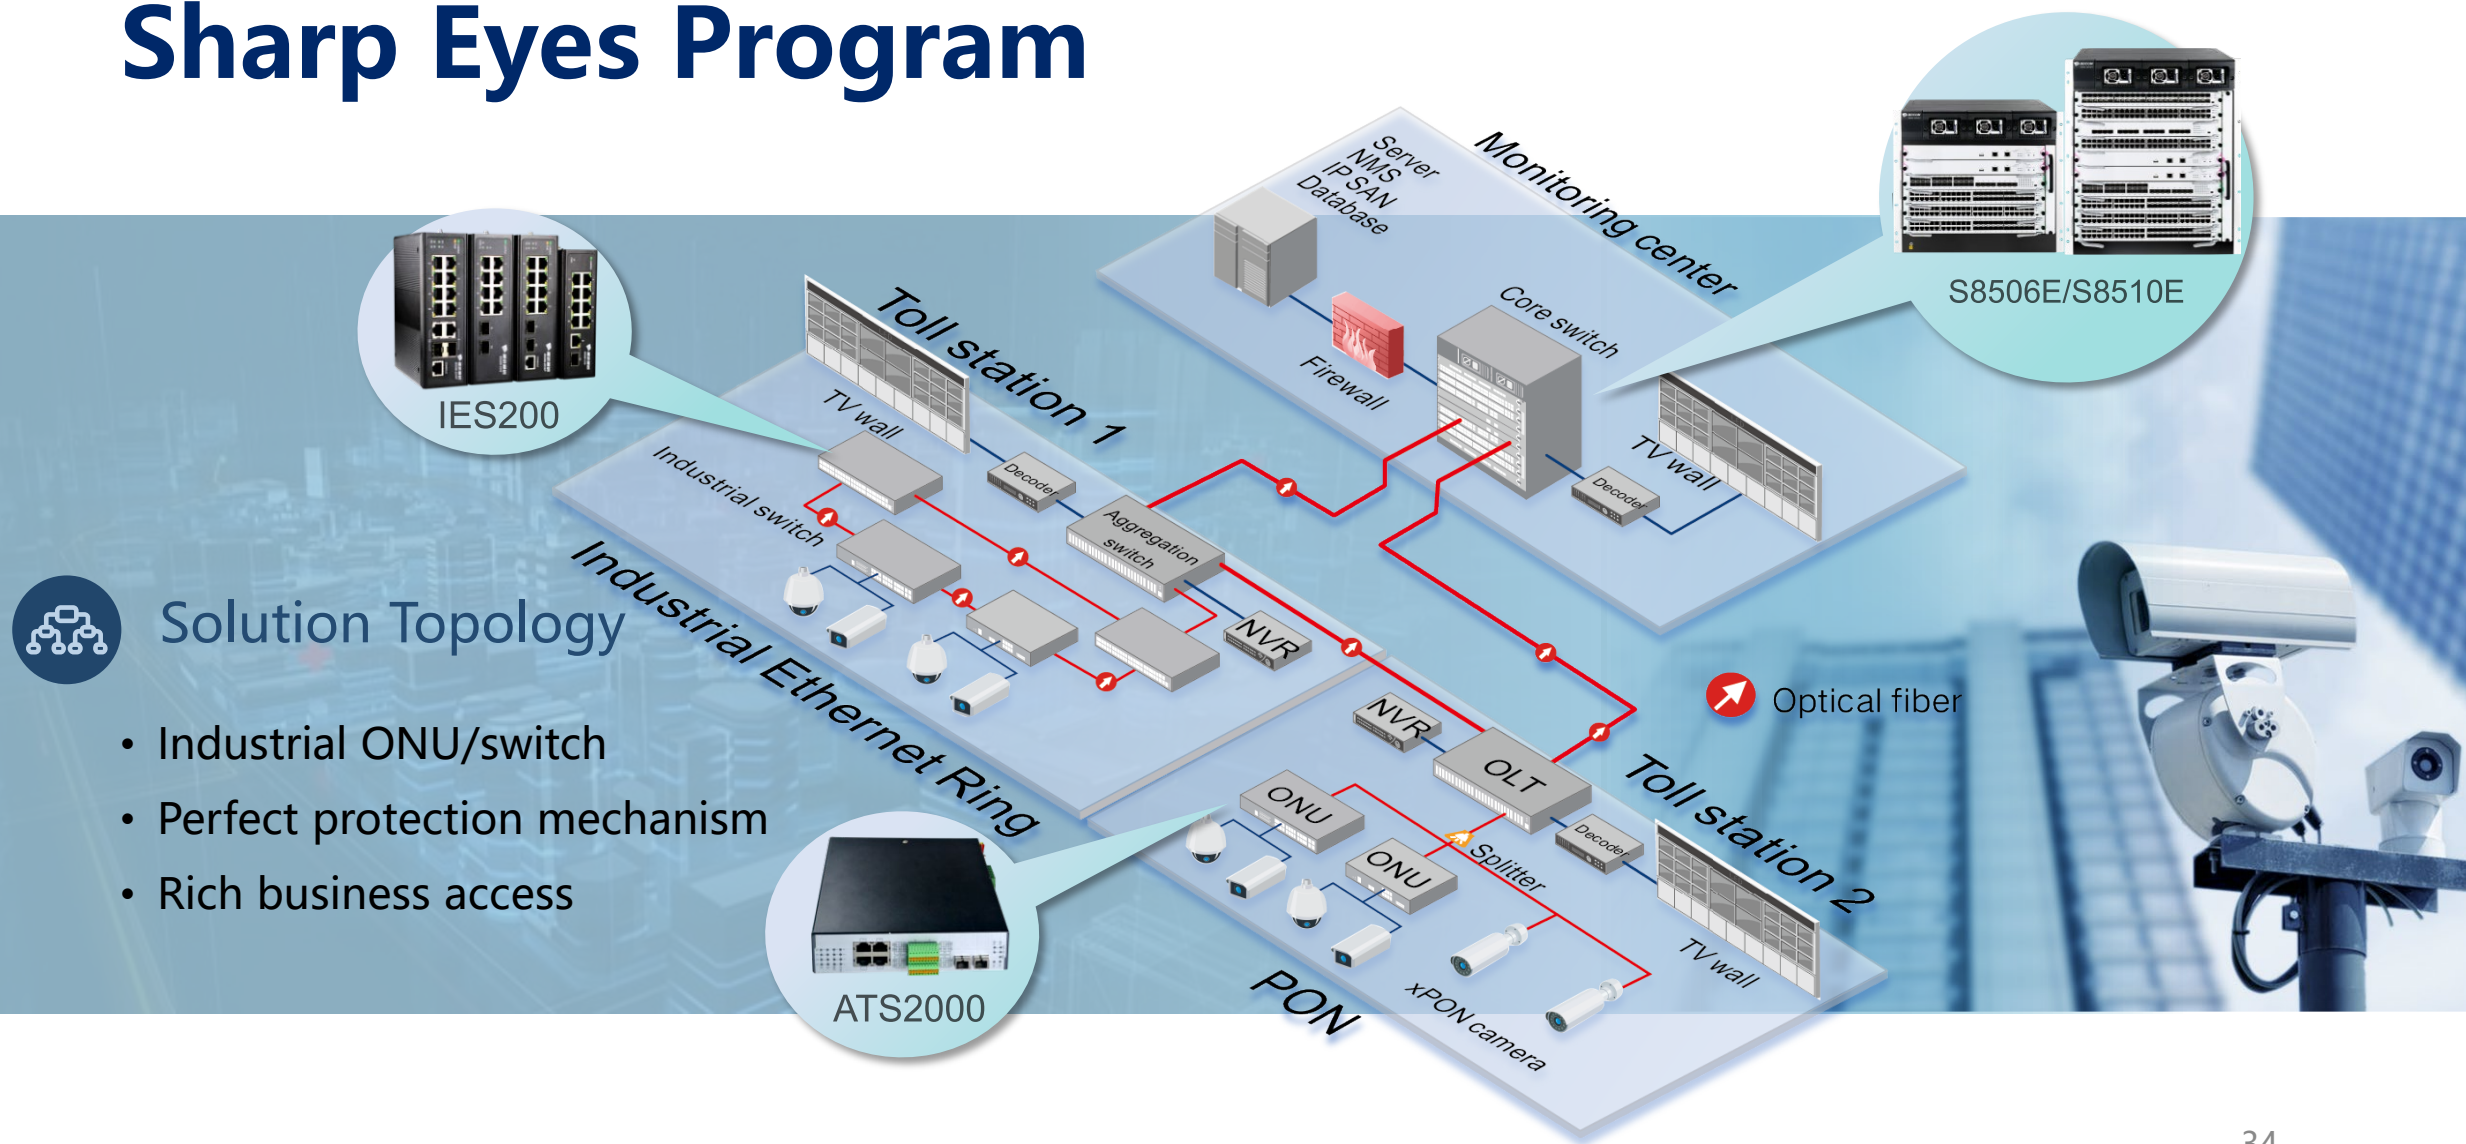 Sharp Eyes Program
Server
NMS
IP SAN
Database
Monitoring center
Core switch
Firewall
TV wall
Decoder
S8506E/S8510E
IES200
Toll station 1
TV wall
Decoder
Industrial switch
Aggregation
switch
NVR
Industrial Ethernet Ring
Solution Topology
• Industrial ONU/switch
• Perfect protection mechanism
• Rich business access
Optical fiber
NVR
OLT
ONU
ONU
Splitter
Decoder
Toll station 2
TV wall
xPON camera
PON
ATS2000
34